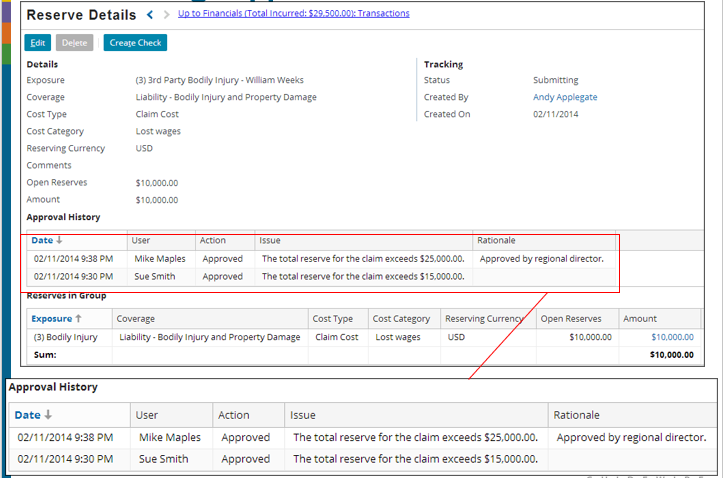 Reserve Details Up to Financials (Total Incurred: $29,500.00): Transactions
Edit Delete Create Check
Details Tracking
Exposure (3) 3rd Party Bodily Injury - William Weeks Status Submitting
Coverage Liability - Bodily Injury and Property Damage Created By Andy Applegate
Cost Type Claim Cost Created On 02/11/2014
Cost Category Lost wages
Reserving Currency USD
Comments
Open Reserves $10,000.00
Amount $10,000.00
Approval History
Date ↓ User Action Issue Rationale
02/11/2014 9:38 PM Mike Maples Approved The total reserve for the claim exceeds $25,000.00. Approved by regional director.
02/11/2014 9:30 PM Sue Smith Approved The total reserve for the claim exceeds $15,000.00.
Reserves in Group
Exposure ↑ Coverage Cost Type Cost Category Reserving Currency Open Reserves Amount
(3) Bodily Injury Liability - Bodily Injury and Property Damage Claim Cost Lost wages USD $10,000.00 $10,000.00
Sum: $10,000.00
Approval History
Date ↓ User Action Issue Rationale
02/11/2014 9:38 PM Mike Maples Approved The total reserve for the claim exceeds $25,000.00. Approved by regional director.
02/11/2014 9:30 PM Sue Smith Approved The total reserve for the claim exceeds $15,000.00.